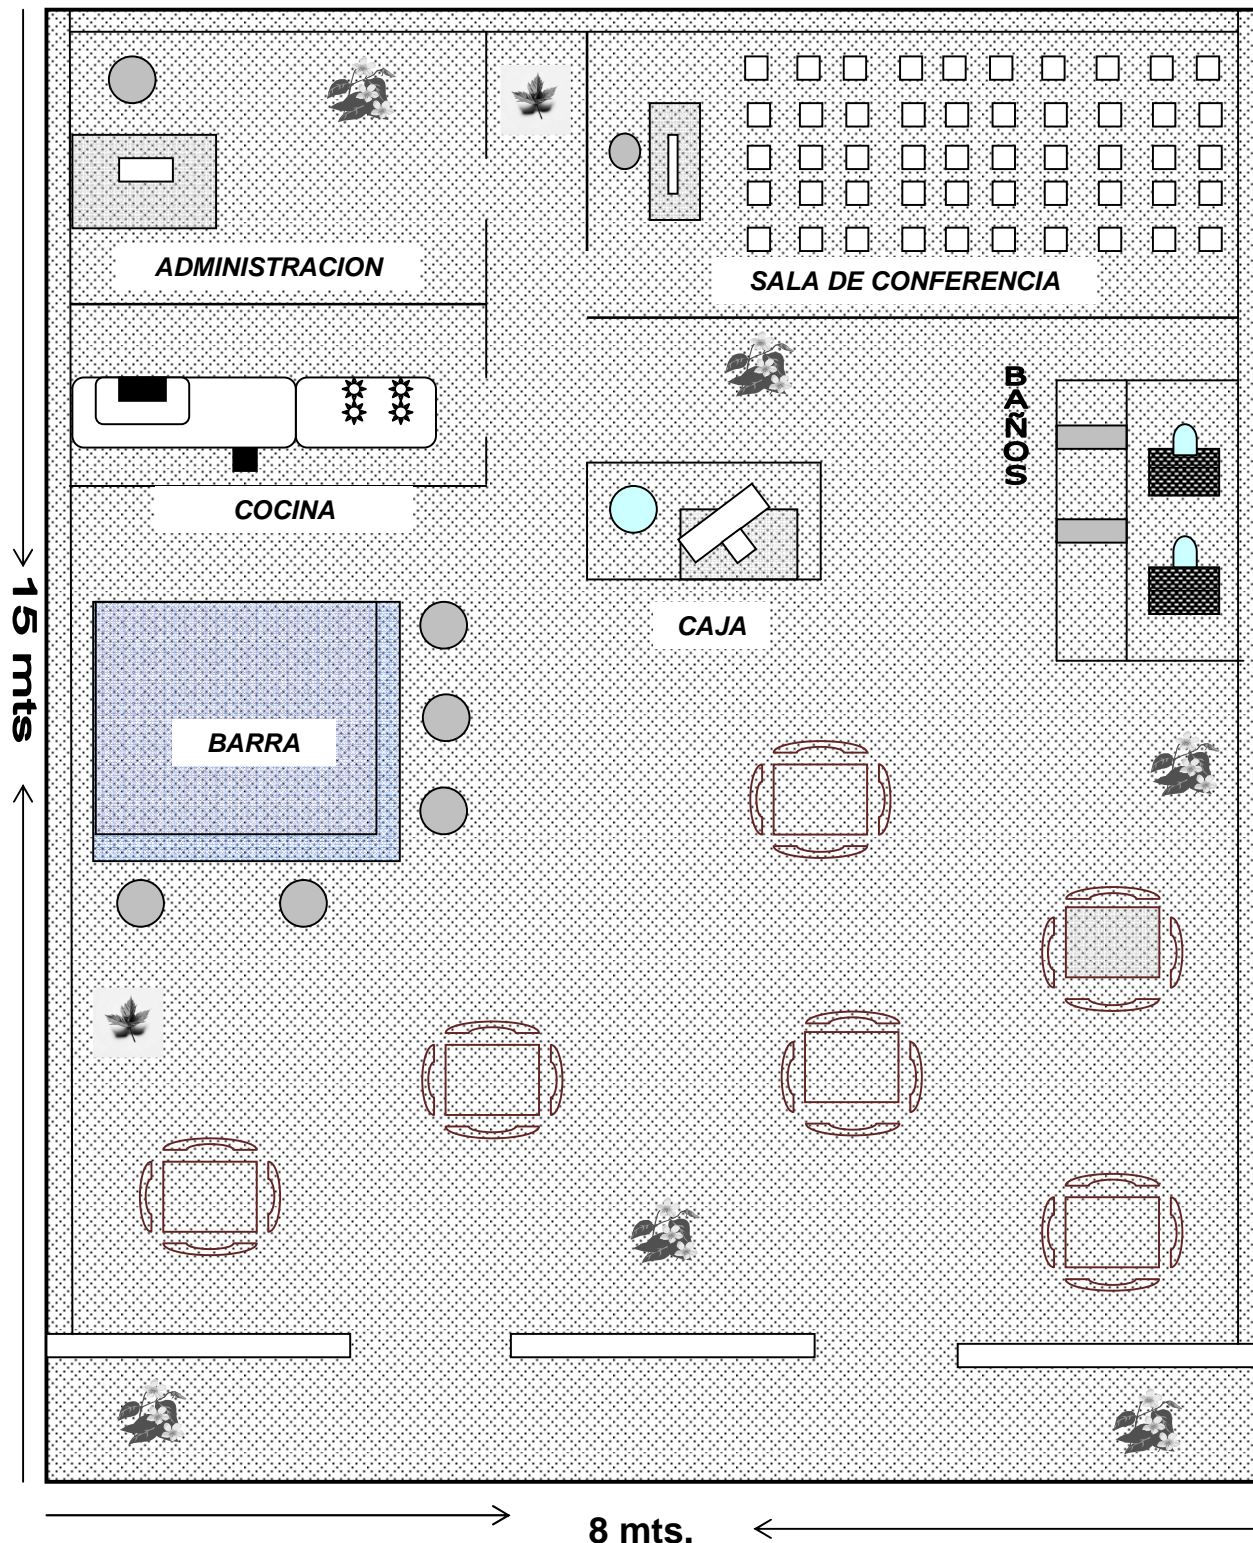 ADMINISTRACION
SALA DE CONFERENCIA
BAÑOS
COCINA
CAJA
15 mts
BARRA
8 mts.